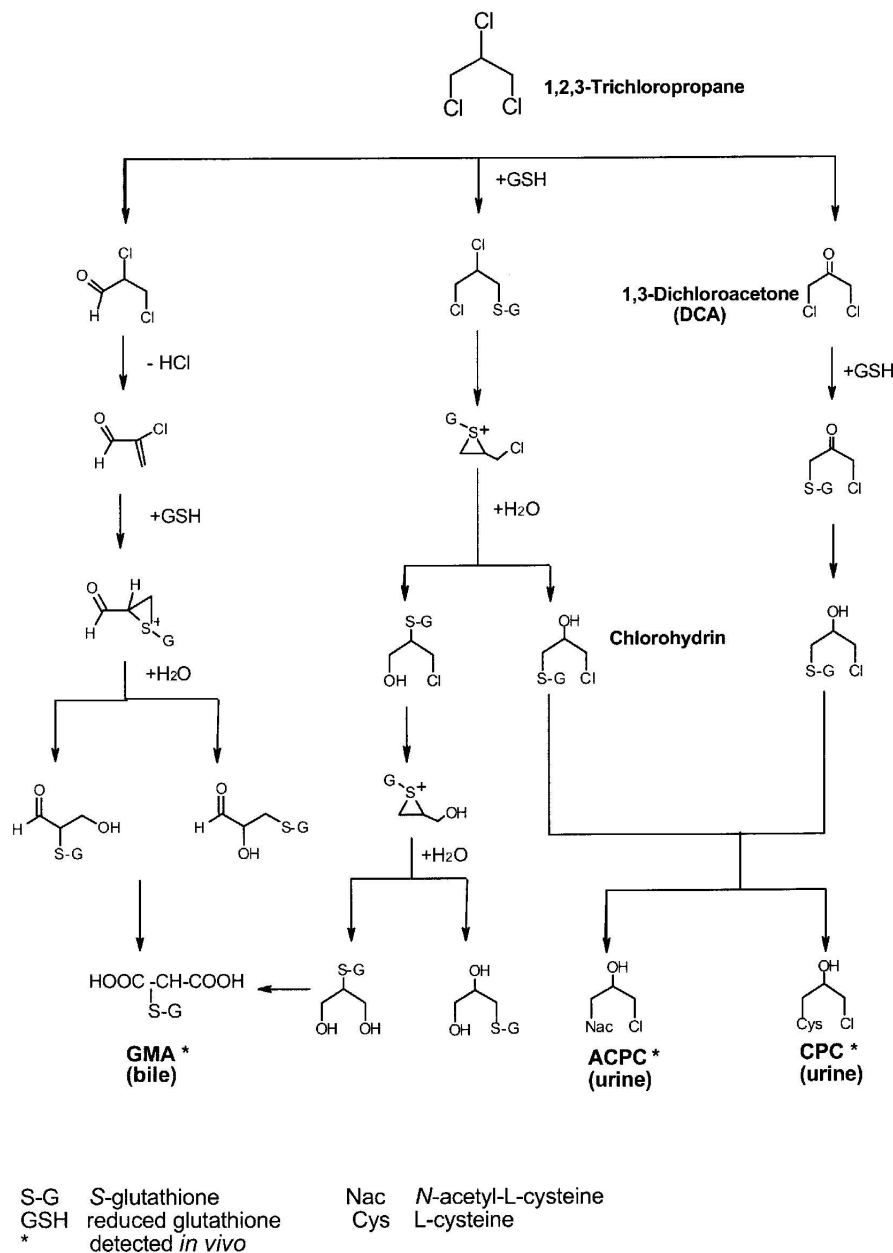 Cl
Cl
Cl
1,2,3-Trichloropropane
+GSH
O
Cl
H
Cl
Cl
Cl
S-G
1,3-Dichloroacetone
(DCA)
O
Cl
Cl
- HCl
+GSH
O
Cl
H
G
S+
Cl
O
S-G
Cl
+GSH
+H2O
O
H
H
S+
G
S-G
OH
Cl
OH
S-G
Cl
Chlorohydrin
OH
S-G
Cl
+H2O
O
H
OH
S-G
O
H
S-G
OH
G
S+
OH
+H2O
HOOC-CH-COOH
S-G
GMA *
(bile)
S-G
OH
OH
OH
OH
S-G
OH
Nac
Cl
ACPC *
(urine)
OH
Cys
Cl
CPC *
(urine)
S-G S-glutathione
GSH reduced glutathione
* detected in vivo
Nac N-acetyl-L-cysteine
Cys L-cysteine